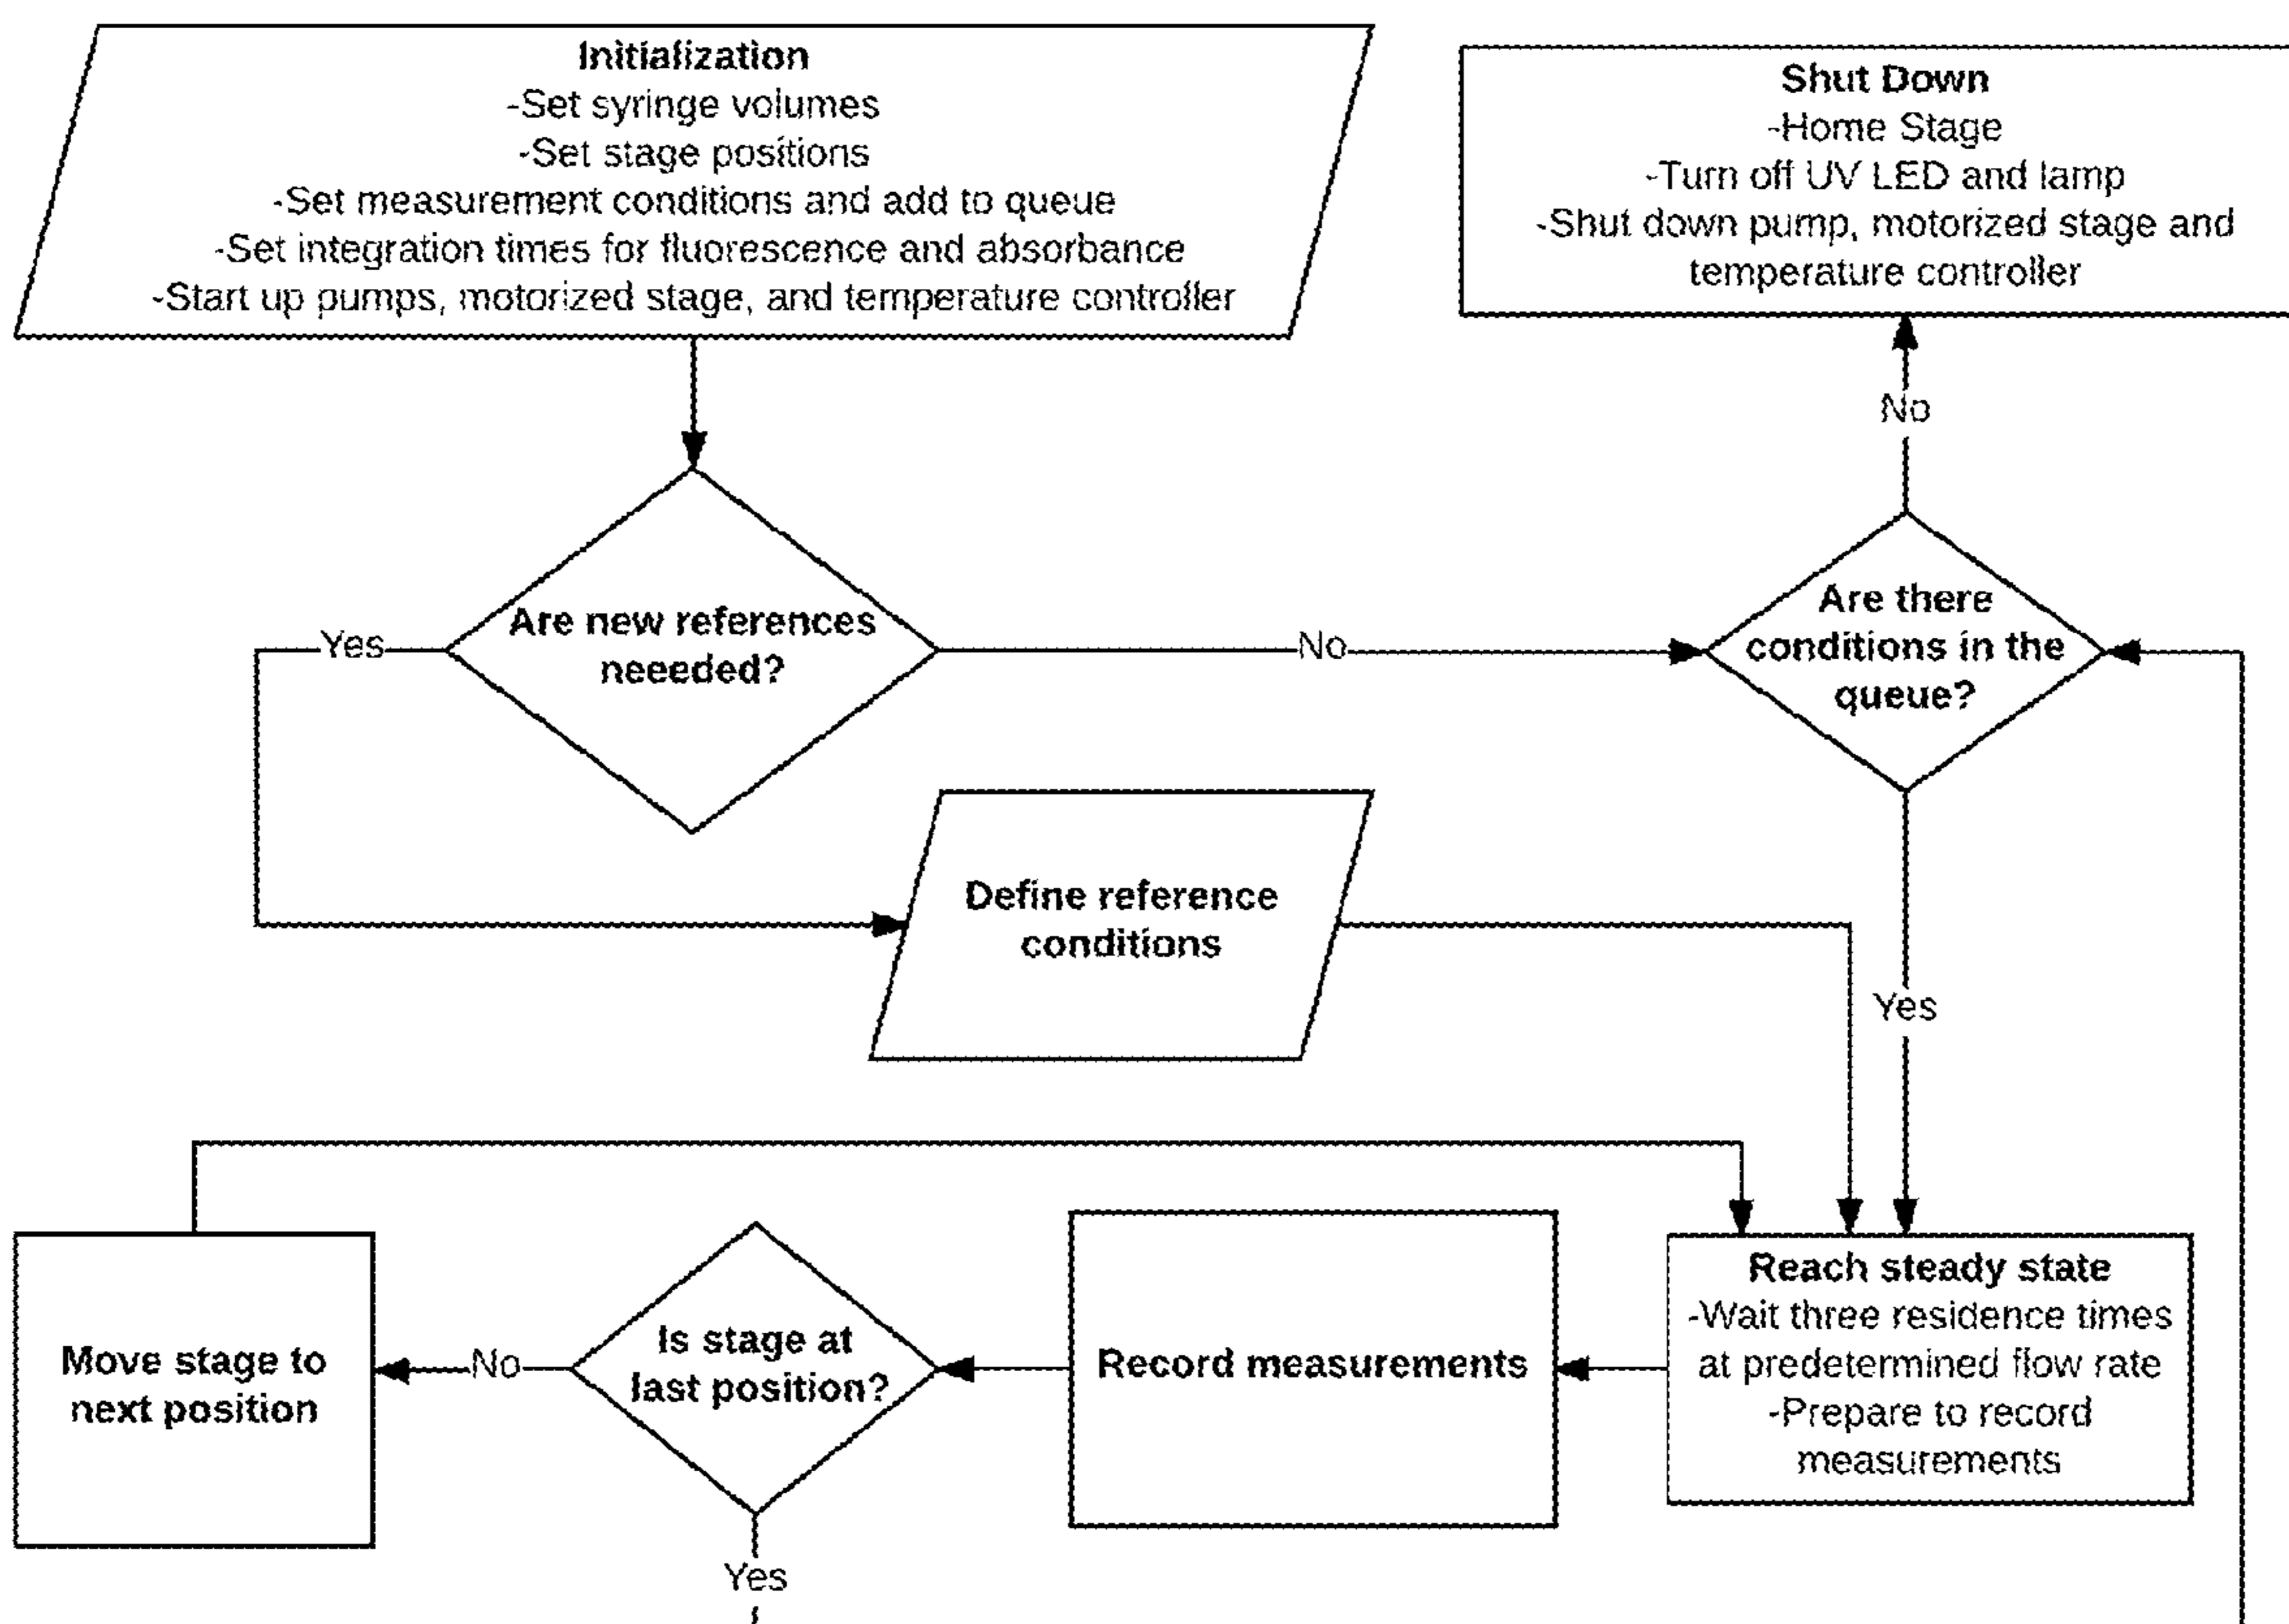 Initialization
-Set syringe volumes
-Set stage positions
-Set measurement conditions and add to queue
-Set integration times for fluorescence and absorbance
-Start up pumps, motorized stage, and temperature controller
Shut Down
-Home Stage
-Turn off UV LED and lamp
-Shut down pump, motorized stage and
temperature controller
No
Are new references
neeeded?
Yes
No
Are there
conditions in the
queue?
Define reference
conditions
Yes
Move stage to
next position
No
Is stage at
last position?
Record measurements
Reach steady state
-Wait three residence times
at predetermined flow rate
-Prepare to record
measurements
Yes